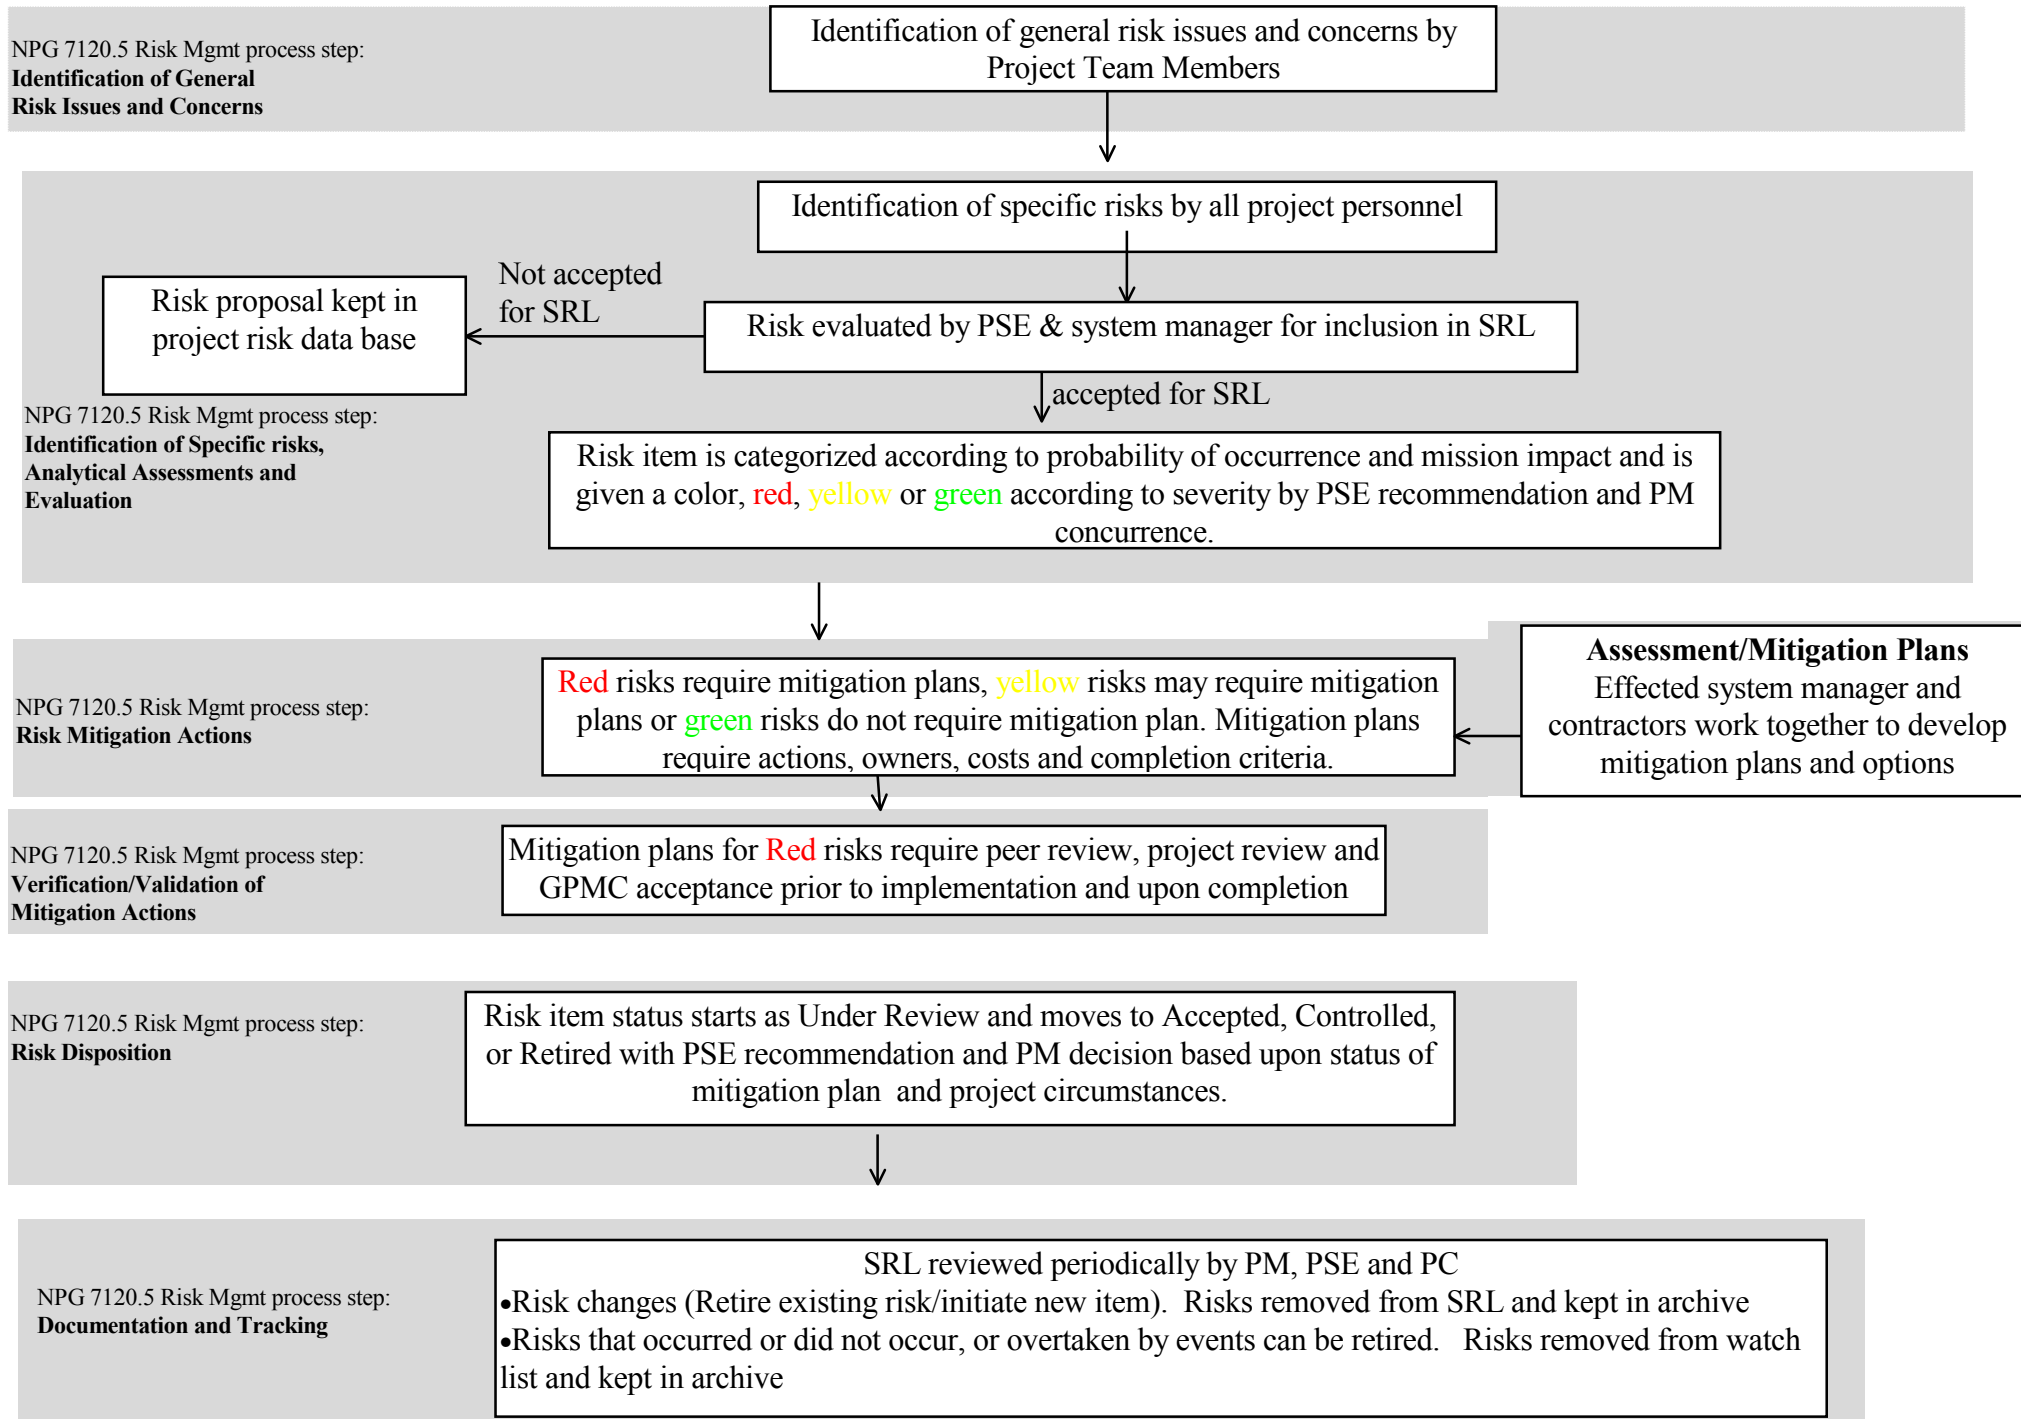 NPG 7120.5 Risk Mgmt process step:
Identification of General
Risk Issues and Concerns
Identification of general risk issues and concerns by
Project Team Members
Identification of specific risks by all project personnel
Not accepted
for SRL
Risk proposal kept in
project risk data base
Risk evaluated by PSE & system manager for inclusion in SRL
accepted for SRL
NPG 7120.5 Risk Mgmt process step:
Identification of Specific risks,
Analytical Assessments and
Evaluation
Risk item is categorized according to probability of occurrence and mission impact and is
given a color, red, yellow or green according to severity by PSE recommendation and PM
concurrence.
NPG 7120.5 Risk Mgmt process step:
Risk Mitigation Actions
Red risks require mitigation plans, yellow risks may require mitigation
plans or green risks do not require mitigation plan. Mitigation plans
require actions, owners, costs and completion criteria.
Assessment/Mitigation Plans
Effected system manager and
contractors work together to develop
mitigation plans and options
NPG 7120.5 Risk Mgmt process step:
Verification/Validation of
Mitigation Actions
Mitigation plans for Red risks require peer review, project review and
GPMC acceptance prior to implementation and upon completion
NPG 7120.5 Risk Mgmt process step:
Risk Disposition
Risk item status starts as Under Review and moves to Accepted, Controlled,
or Retired with PSE recommendation and PM decision based upon status of
mitigation plan  and project circumstances.
NPG 7120.5 Risk Mgmt process step:
Documentation and Tracking
SRL reviewed periodically by PM, PSE and PC
•Risk changes (Retire existing risk/initiate new item).  Risks removed from SRL and kept in archive
•Risks that occurred or did not occur, or overtaken by events can be retired.   Risks removed from watch
list and kept in archive